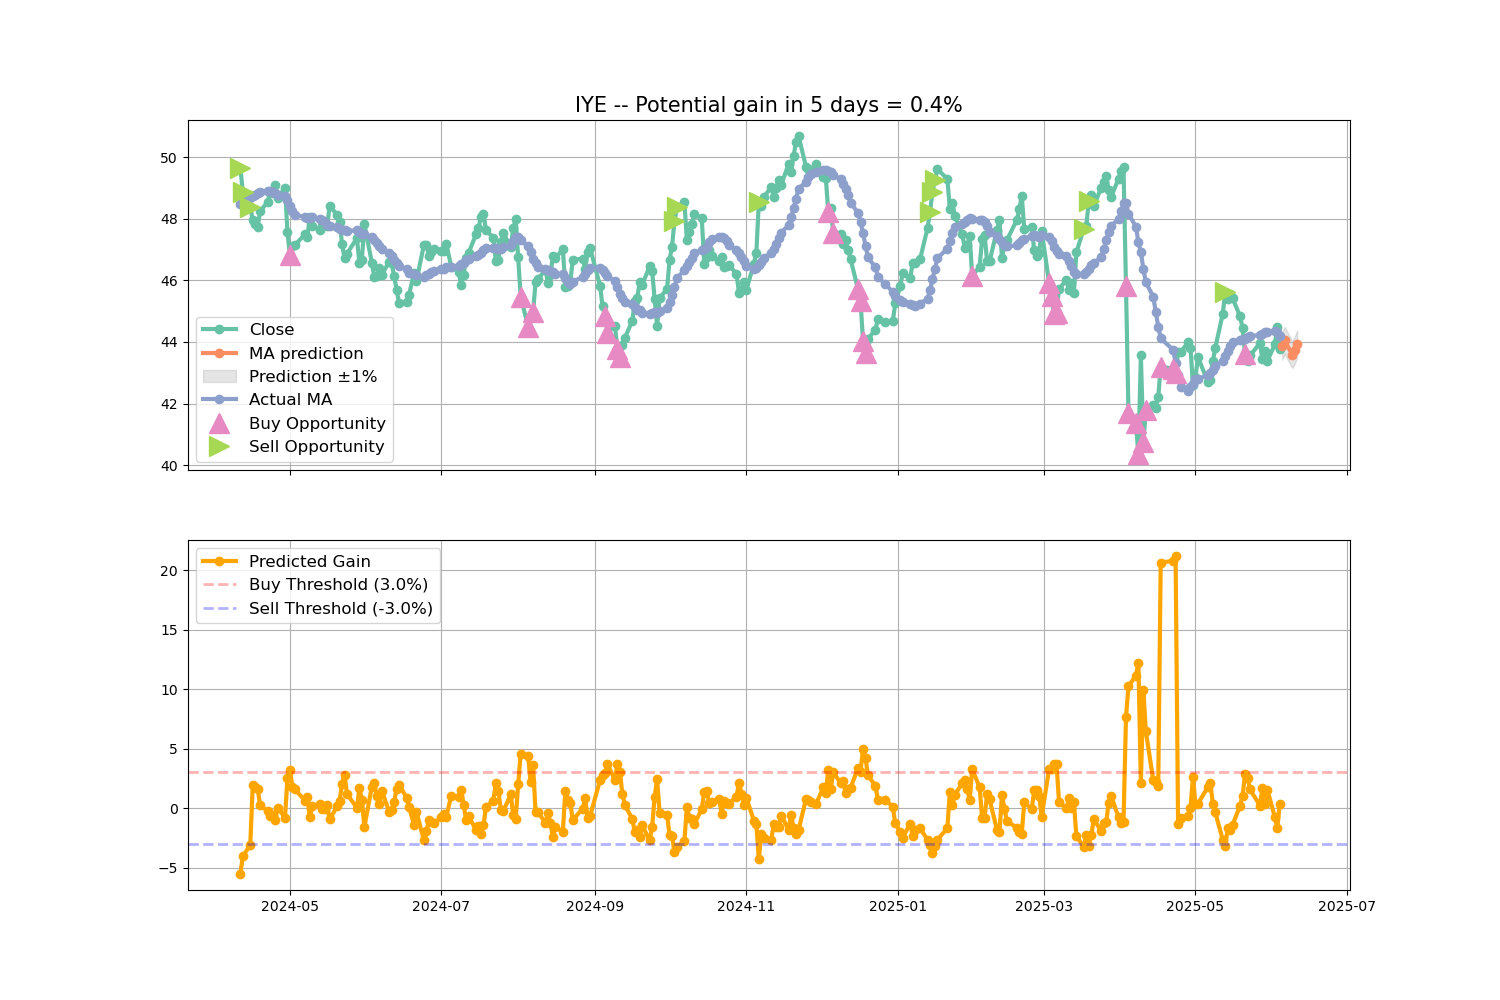 IYE -- Potential gain in 5 days = 0.4%
50
48
46
44
42
40
Close
MA prediction
Prediction ±1%
Actual MA
Buy Opportunity
Sell Opportunity
20
15
10
5
0
−5
Predicted Gain
Buy Threshold (3.0%)
Sell Threshold (-3.0%)
2024-05
2024-07
2024-09
2024-11
2025-01
2025-03
2025-05
2025-07